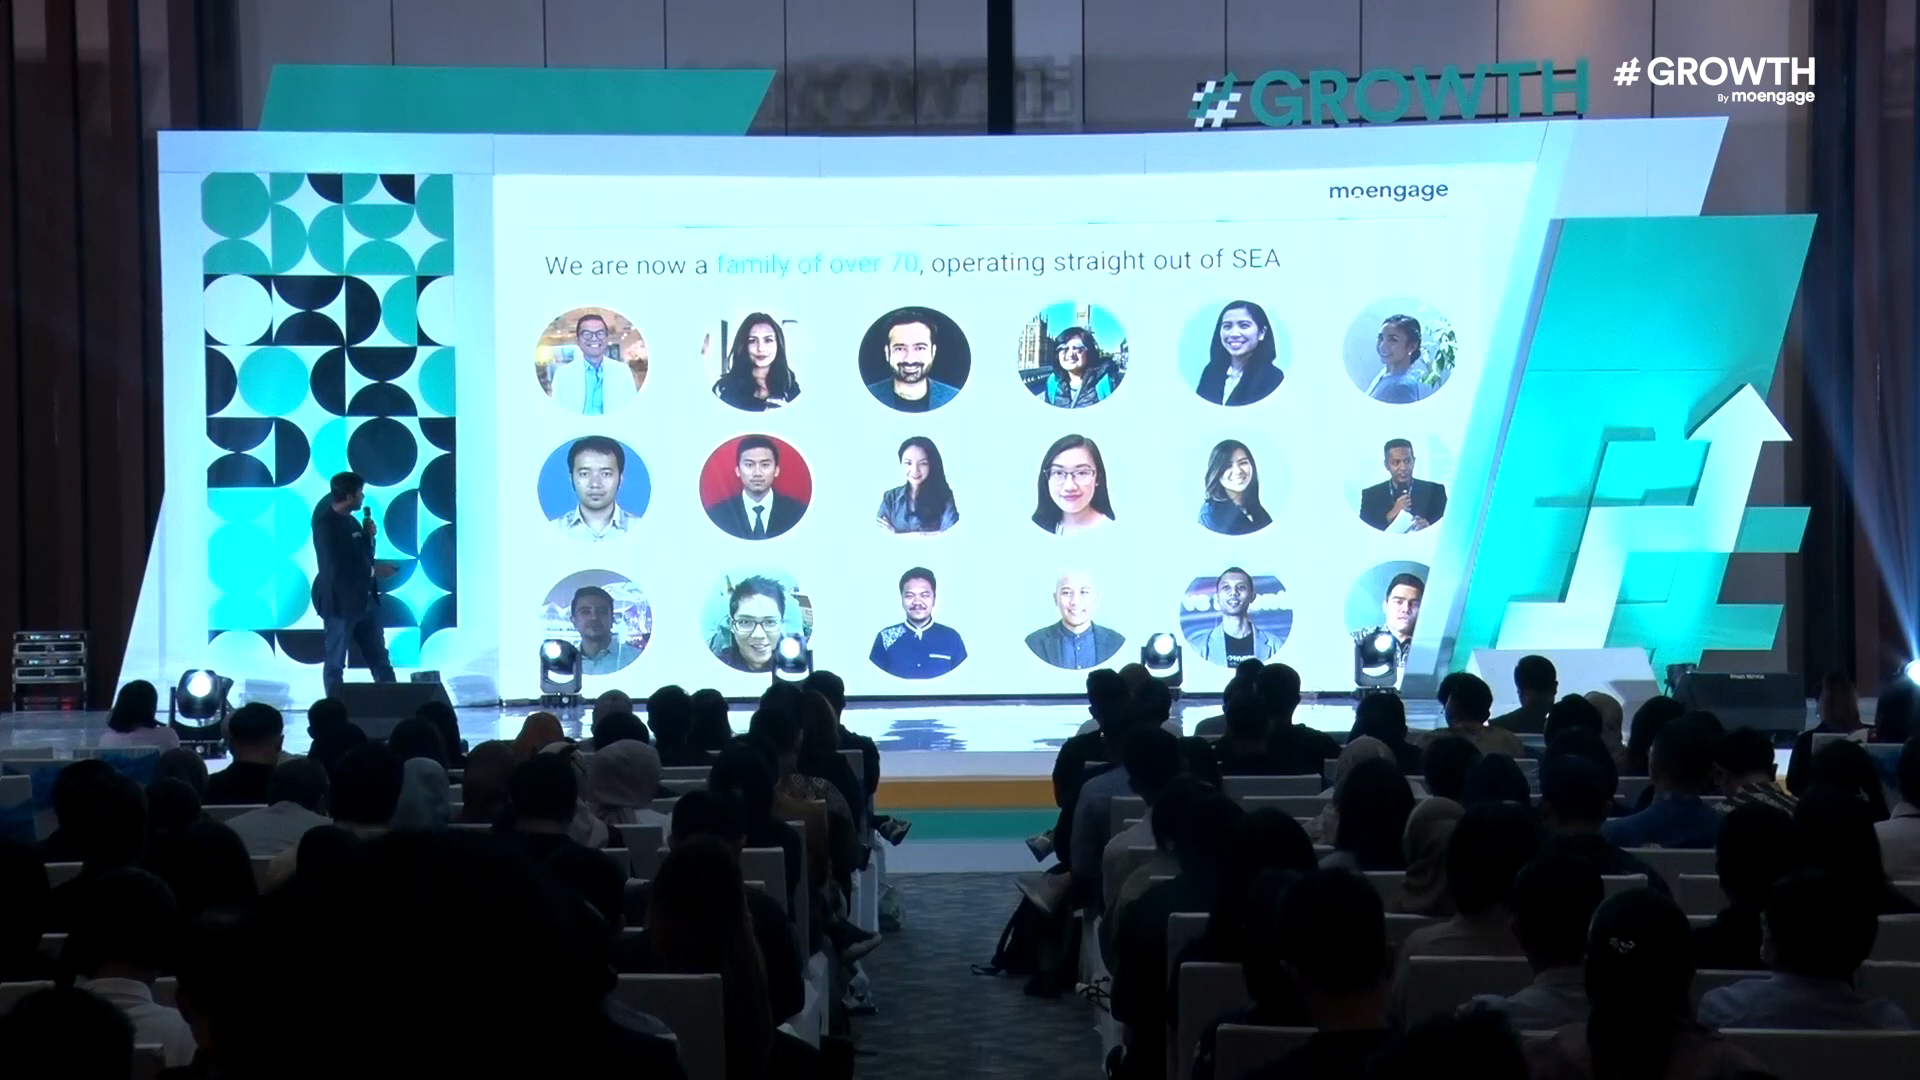 #GROWTH
#GROWTH
By moengage
moengage
We are now a family of over 70, operating straight out of SEA